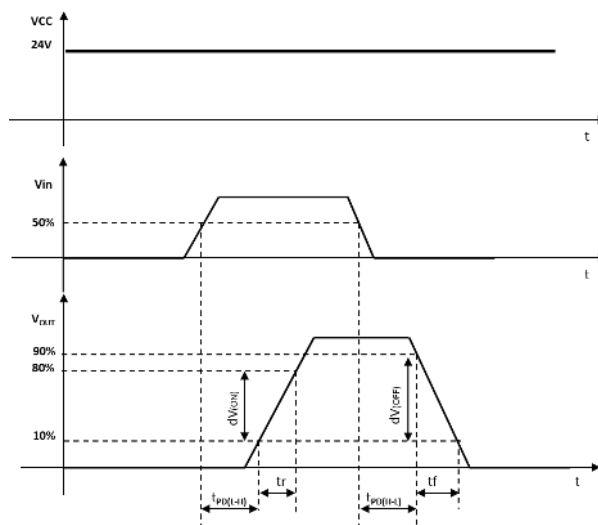 VCC
24V
t
Vin
50%
t
VOUT
90%
80%
10%
dV(ON)
dV(OFF)
t
tr
tf
tPD(L-H)
tPD(H-L)